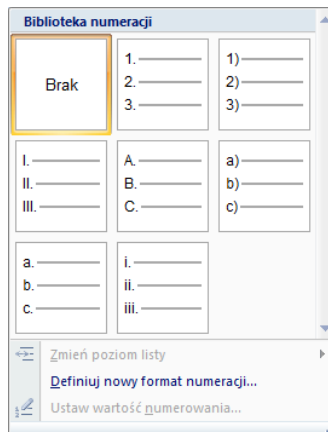 Biblioteka numeracji
Brak
1.
2.
3.
1)
2)
3)
I.
II.
III.
A.
B.
C.
a)
b)
c)
a.
b.
c.
i.
ii.
iii.
Zmień poziom listy
Definiuj nowy format numeracji...
Ustaw wartość numerowania...